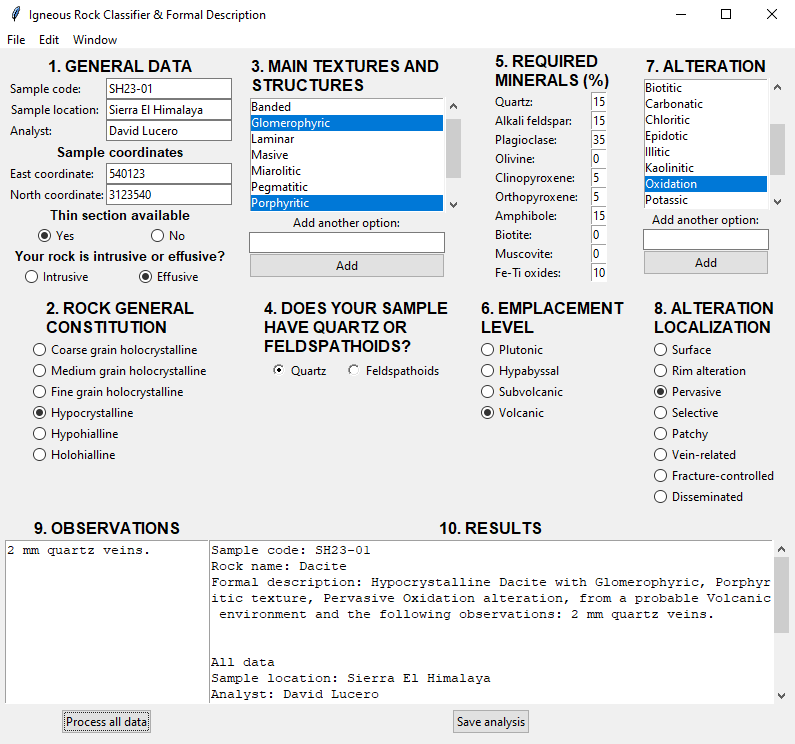 Igneous Rock Classifier & Formal Description
File Edit Window
1. GENERAL DATA
Sample code: SH23-01
Sample location: Sierra El Himalaya
Analyst: David Lucero
Sample coordinates
East coordinate: 540123
North coordinate: 3123540
Thin section available
Yes No
Your rock is intrusive or effusive?
Intrusive Effusive
3. MAIN TEXTURES AND
STRUCTURES
Banded
Glomerophyric
Laminar
Masive
Miarolitic
Pegmatitic
Porphyritic
Add another option:
Add
5. REQUIRED
MINERALS (%)
Quartz: 15
Alkali feldspar: 15
Plagioclase: 35
Olivine: 0
Clinopyroxene: 5
Orthopyroxene: 5
Amphibole: 15
Biotite: 0
Muscovite: 0
Fe-Ti oxides: 10
7. ALTERATION
Biotitic
Carbonatic
Chloritic
Epidotic
Illitic
Kaolinitic
Oxidation
Potassic
Add another option:
Add
2. ROCK GENERAL
CONSTITUTION
Coarse grain holocrystalline
Medium grain holocrystalline
Fine grain holocrystalline
Hypocrystalline
Hypohialline
Holohialline
4. DOES YOUR SAMPLE
HAVE QUARTZ OR
FELDSPATHOIDS?
Quartz Feldspathoids
6. EMPLACEMENT
LEVEL
Plutonic
Hypabyssal
Subvolcanic
Volcanic
8. ALTERATION
LOCALIZATION
Surface
Rim alteration
Pervasive
Selective
Patchy
Vein-related
Fracture-controlled
Disseminated
9. OBSERVATIONS
2 mm quartz veins.
10. RESULTS
Sample code: SH23-01
Rock name: Dacite
Formal description: Hypocrystalline Dacite with Glomerophyric, Porphyr
itic texture, Pervasive Oxidation alteration, from a probable Volcanic
environment and the following observations: 2 mm quartz veins.
All data
Sample location: Sierra El Himalaya
Analyst: David Lucero
Process all data
Save analysis